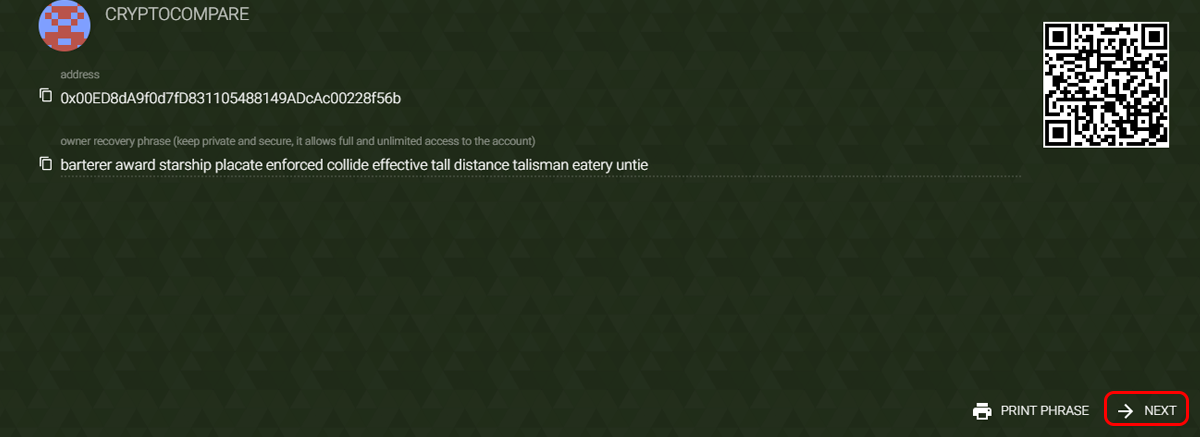 CRYPTOCOMPARE
address
0x00ED8dA9f0d7fD831105488149ADcAc00228f56b
owner recovery phrase (keep private and secure, it allows full and unlimited access to the account)
barterer award starship placate enforced collide effective tall distance talisman eatery untie
PRINT PHRASE
NEXT